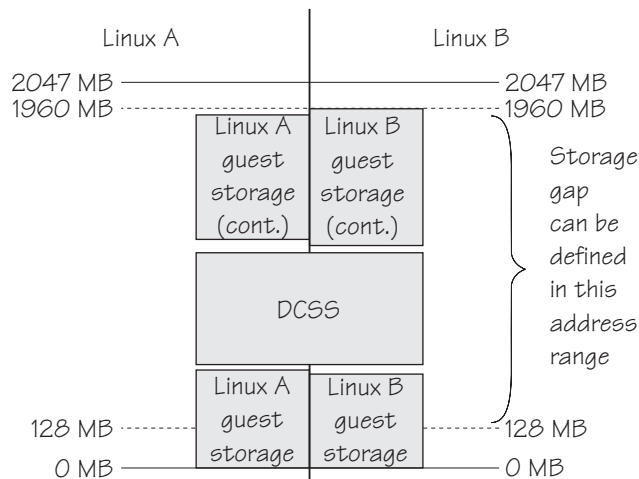 Linux A
Linux B
2047 MB
2047 MB
1960 MB
1960 MB
Linux A
guest
storage
(cont.)
Linux B
guest
storage
(cont.)
Storage
gap
can be
defined
in this
address
range
DCSS
Linux A
guest
storage
Linux B
guest
storage
128 MB
128 MB
0 MB
0 MB